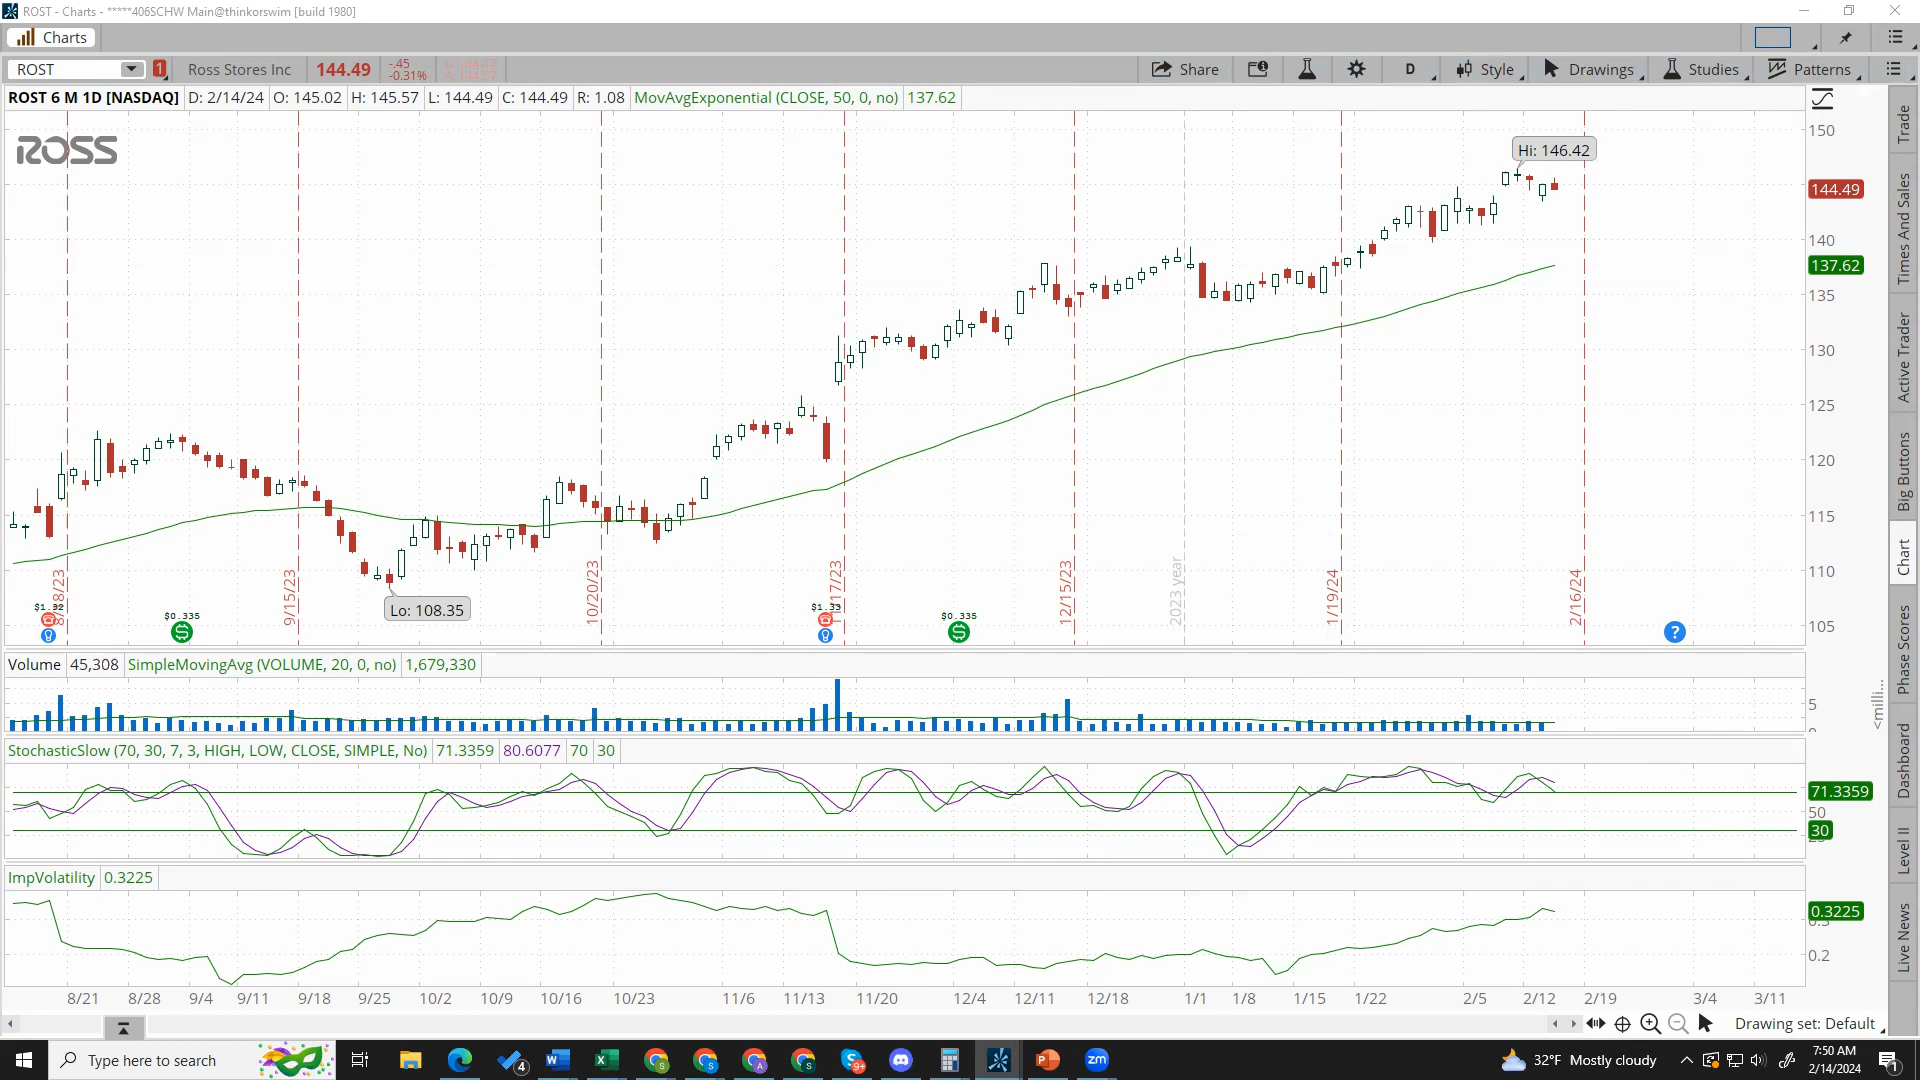 ROST - Charts - *****406SCHW Main@thinkorswim [build 1980]
Charts
ROST 1 Ross Stores Inc 144.49 -.45 -0.31% Share D Style Drawings Studies Patterns
ROST 6 M 1D [NASDAQ] D: 2/14/24 O: 145.02 H: 145.57 L: 144.49 C: 144.49 R: 1.08 MovAvgExponential (CLOSE, 50, 0, no) 137.62
ROSS
Hi: 146.42
Lo: 108.35
150
144.49
140
137.62
135
130
125
120
115
110
105
9/15/23
10/20/23
12/15/23
2023 year
1/19/24
2/16/24
$0.335
$0.335
?
Volume 45,308 SimpleMovingAvg (VOLUME, 20, 0, no) 1,679,330
5
<milli...
StochasticSlow (70, 30, 7, 3, HIGH, LOW, CLOSE, SIMPLE, No) 71.3359 80.6077 70 30
71.3359
50
30
ImpVolatility 0.3225
0.3225
0.2
8/21 8/28 9/4 9/11 9/18 9/25 10/2 10/9 10/16 10/23 11/6 11/13 11/20 12/4 12/11 12/18 1/1 1/8 1/15 1/22 2/5 2/12 2/19 3/4 3/11
Drawing set: Default
Trade
Times And Sales
Active Trader
Big Buttons
Chart
Phase Scores
Dashboard
Level II
Live News
Type here to search
4
9+
zm
32°F Mostly cloudy
7:50 AM
2/14/2024
1